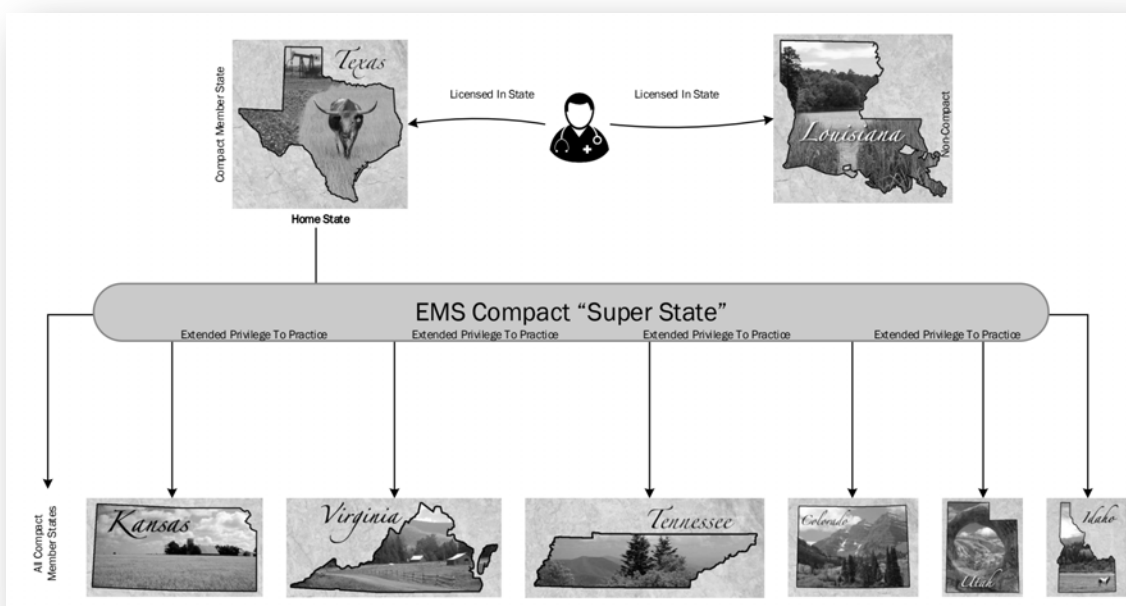 Texas
Compact Member State
Home State
Licensed In State
Licensed In State
Louisiana
Non-Compact
EMS Compact “Super State”
Extended Privilege To Practice
Extended Privilege To Practice
Extended Privilege To Practice
Extended Privilege To Practice
All Compact
Member States
Kansas
Virginia
Tennessee
Colorado
Utah
Idaho